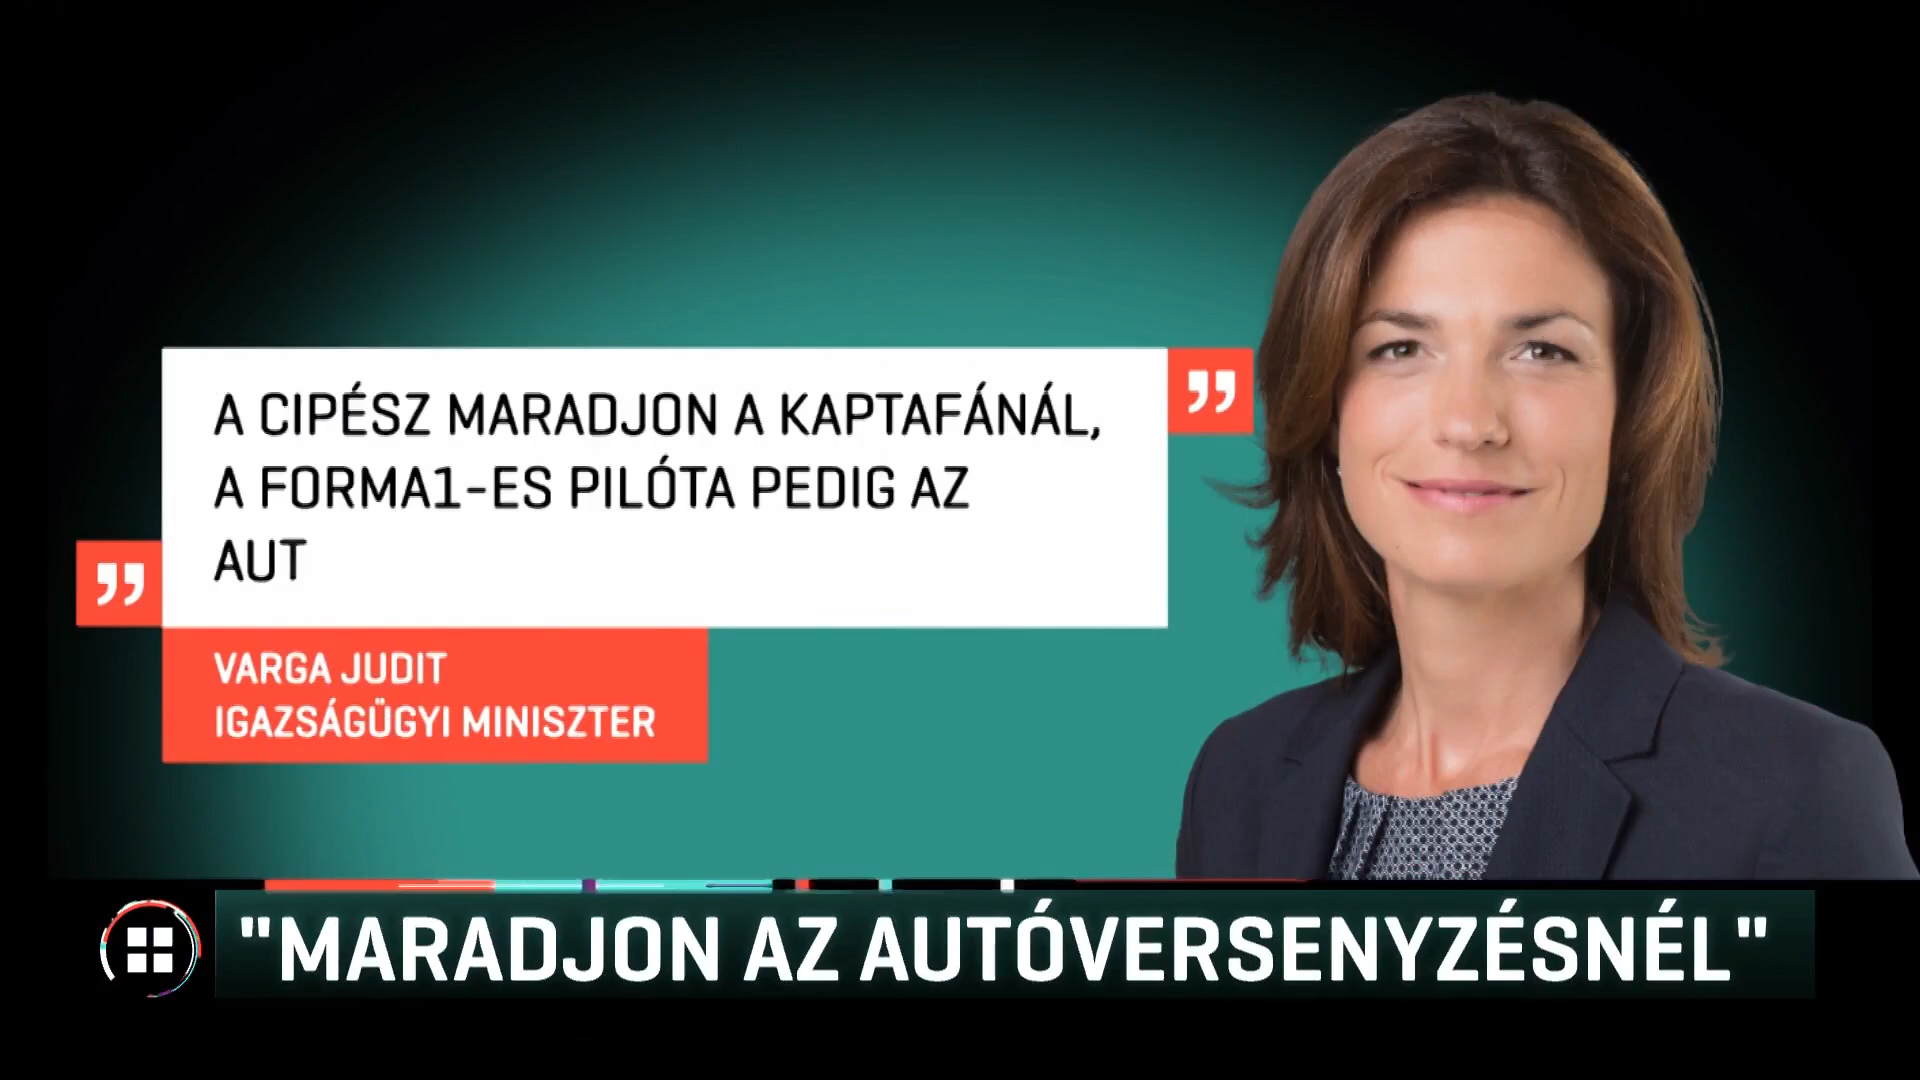 A CIPÉSZ MARADJON A KAPTAFÁNÁL,
A FORMA1-ES PILÓTA PEDIG AZ
AUT
VARGA JUDIT
IGAZSÁGÜGYI MINISZTER
"MARADJON AZ AUTÓVERSENYZÉSNÉL"